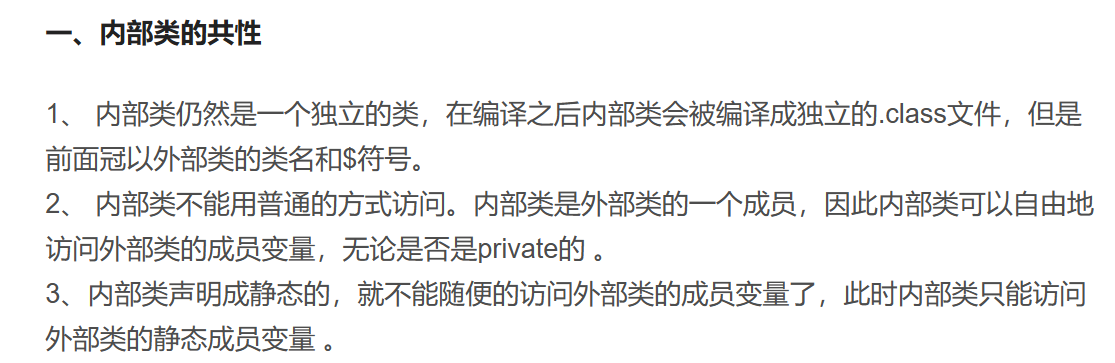 一、内部类的共性
1、 内部类仍然是一个独立的类，在编译之后内部类会被编译成独立的.class文件，但是
前面冠以外部类的类名和$符号。
2、 内部类不能用普通的方式访问。内部类是外部类的一个成员，因此内部类可以自由地
访问外部类的成员变量，无论是否是private的 。
3、内部类声明成静态的，就不能随便的访问外部类的成员变量了，此时内部类只能访问
外部类的静态成员变量 。